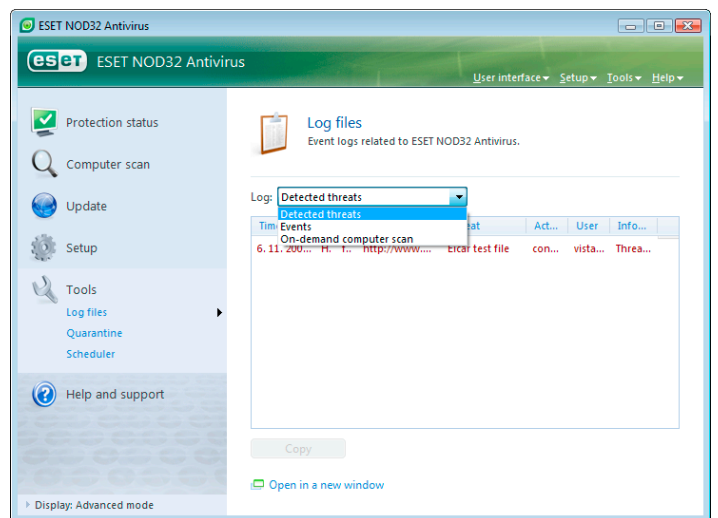 ESET NOD32 Antivirus
eset ESET NOD32 Antivirus
User interface Setup Tools Help
Protection status
Computer scan
Update
Setup
Tools
Log files
Quarantine
Scheduler
Help and support
Display: Advanced mode
Log files
Event logs related to ESET NOD32 Antivirus.
Log: Detected threats
Detected threats
Events
On-demand computer scan
Act... User Info...
6. 11. 200... http://www.... Eicar test file con... vista... Threa...
Copy
Open in a new window